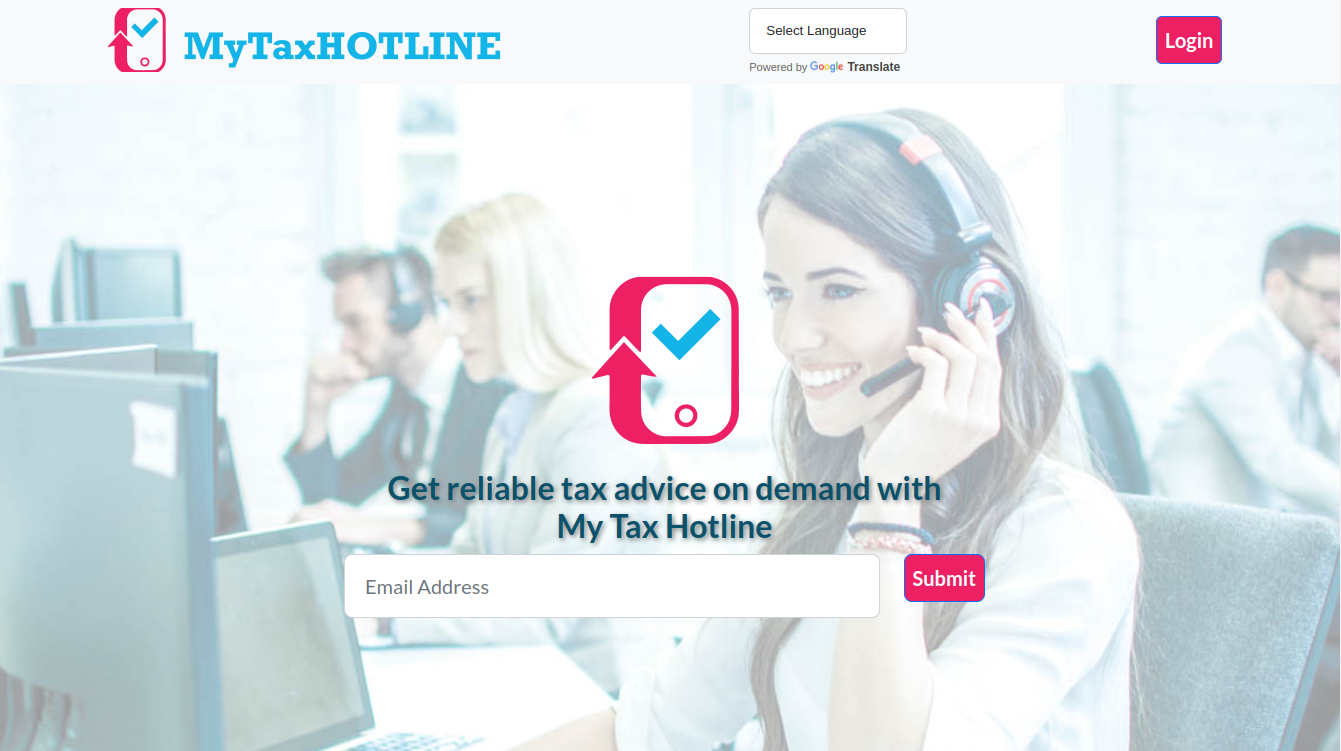 MyTaxHOTLINE
Select Language
Powered by Google Translate
Login
Get reliable tax advice on demand with
My Tax Hotline
Email Address
Submit